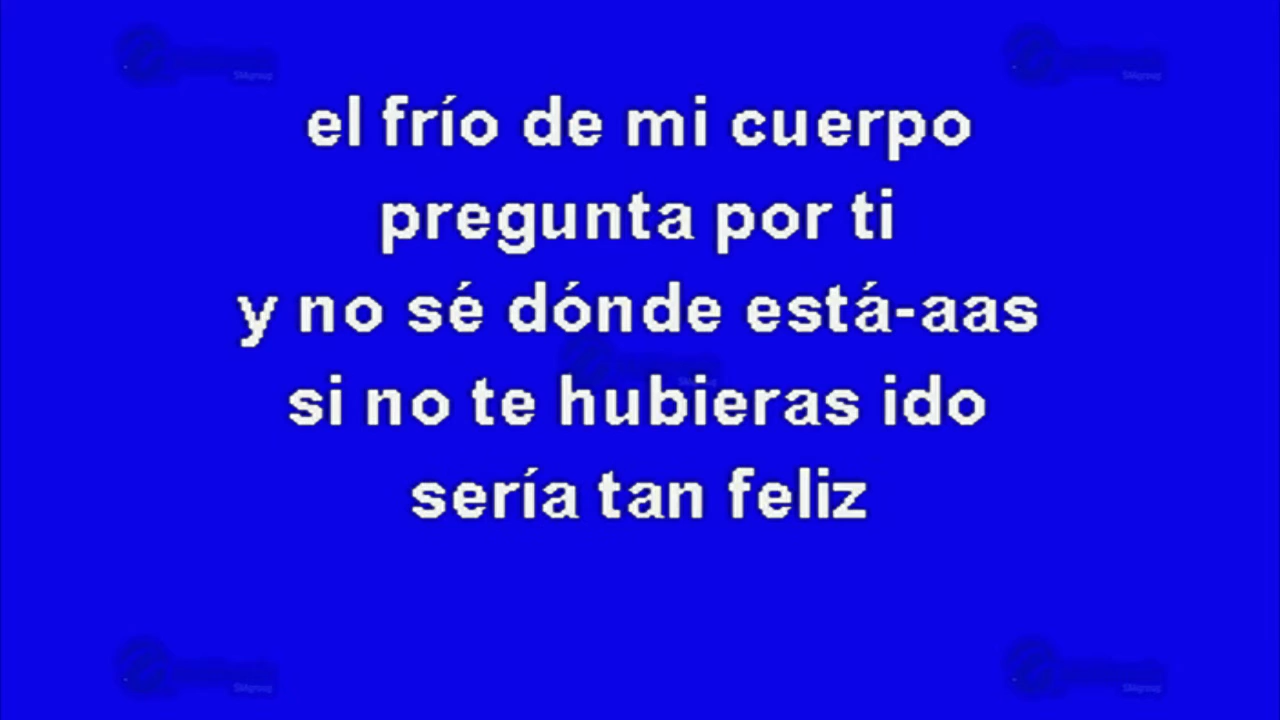 el frío de mi cuerpo
pregunta por ti
y no sé dónde está-aas
si no te hubieras ido
sería tan feliz